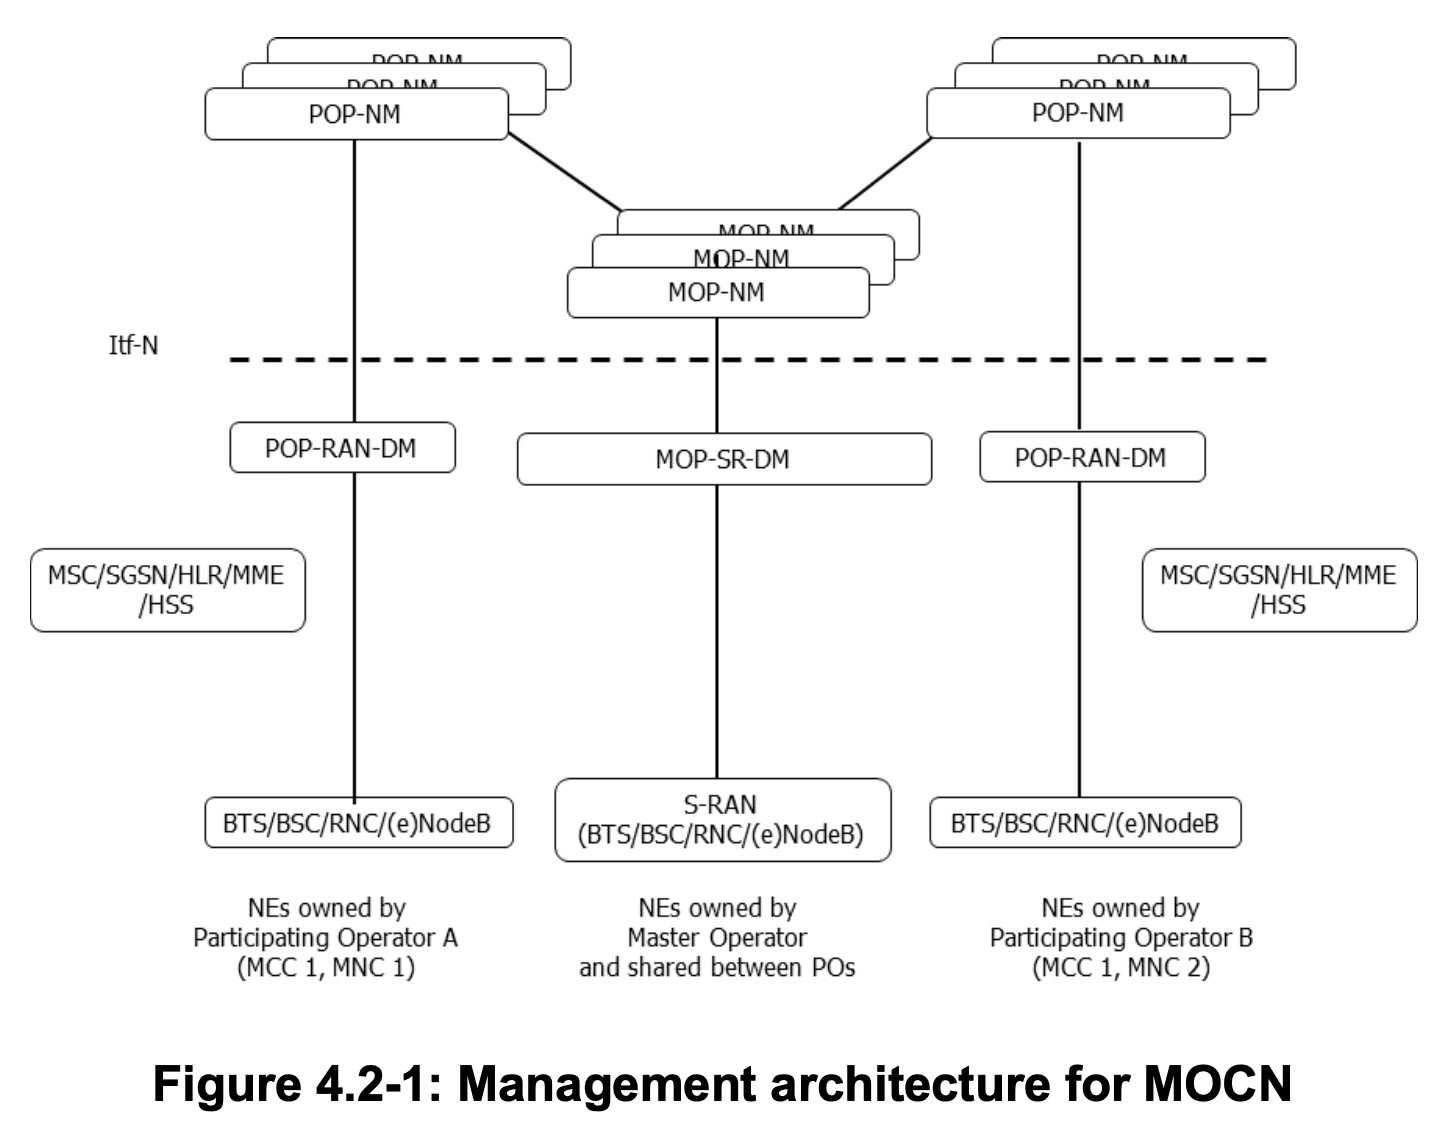 POP-NM
POP-NM
POP-NM
POP-NM
POP-NM
POP-NM
MOP-NM
MOP-NM
MOP-NM
Itf-N
POP-RAN-DM
MOP-SR-DM
POP-RAN-DM
MSC/SGSN/HLR/MME
/HSS
MSC/SGSN/HLR/MME
/HSS
BTS/BSC/RNC/(e)NodeB
S-RAN
(BTS/BSC/RNC/(e)NodeB)
BTS/BSC/RNC/(e)NodeB
NEs owned by
Participating Operator A
(MCC 1, MNC 1)
NEs owned by
Master Operator
and shared between POs
NEs owned by
Participating Operator B
(MCC 1, MNC 2)
Figure 4.2-1: Management architecture for MOCN